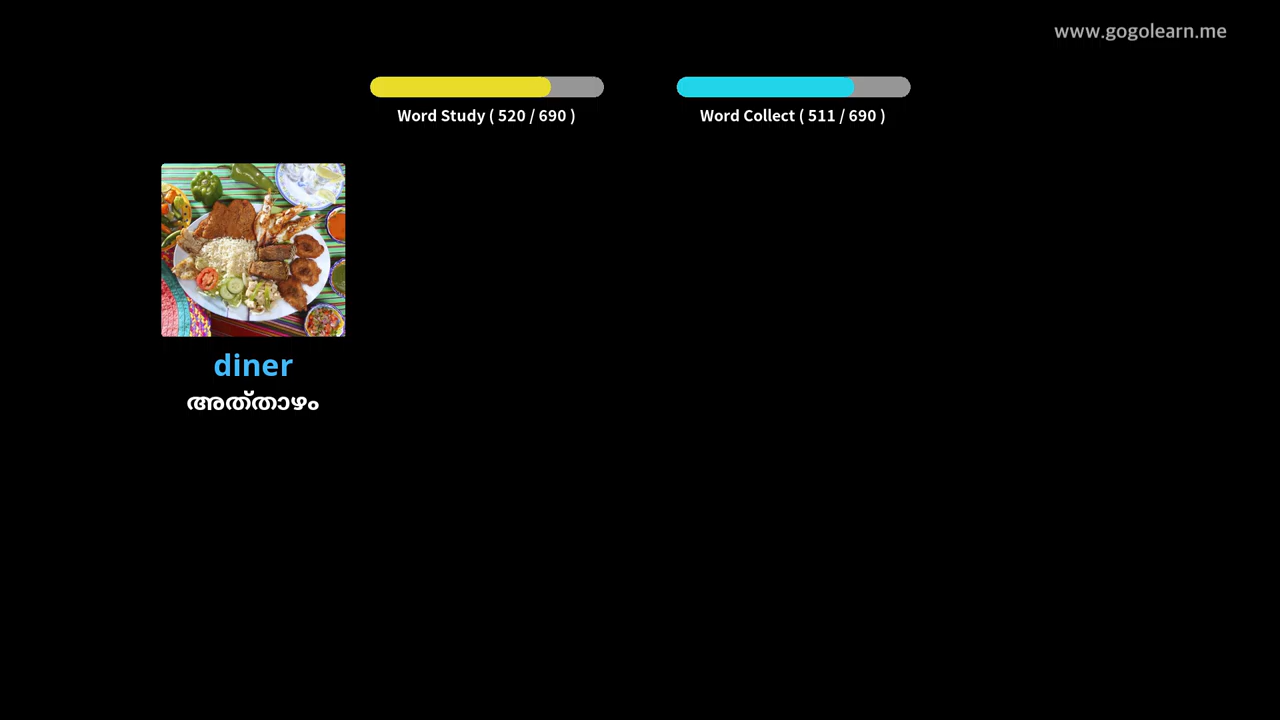 www.gogolearn.me
Word Study ( 520 / 690 )
Word Collect ( 511 / 690 )
diner
അത്താഴം